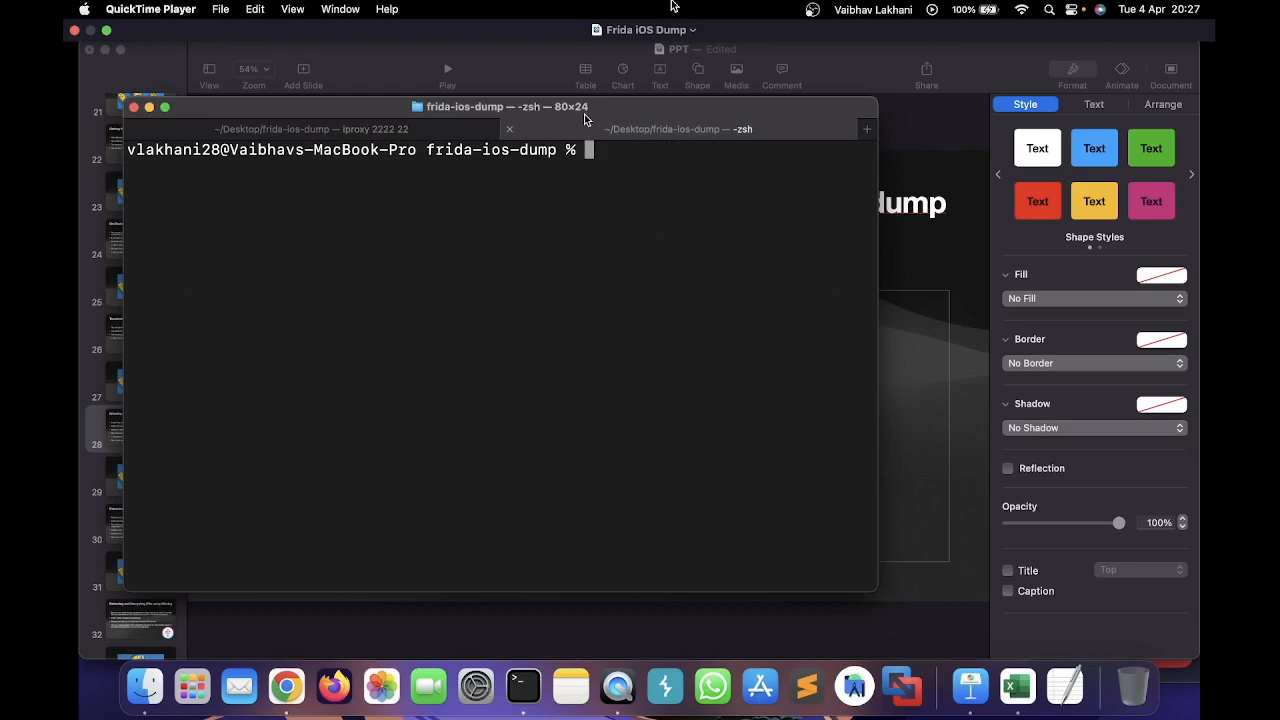 QuickTime Player File Edit View Window Help
Vaibhav Lakhani 100% Tue 4 Apr 20:27
Frida iOS Dump
PPT — Edited
54%
View Zoom Add Slide Play Table Chart Text Shape Media Comment Share Format Animate Document
frida-ios-dump — -zsh — 80×24
~/Desktop/frida-ios-dump — iproxy 2222 22
~/Desktop/frida-ios-dump — -zsh
vlakhani28@Vaibhavs-MacBook-Pro frida-ios-dump %
dump
21
22
23
24
25
26
27
28
29
30
31
32
Style Text Arrange
Text Text Text
Text Text Text
Shape Styles
Fill
No Fill
Border
No Border
Shadow
No Shadow
Reflection
Opacity
100%
Title Top
Caption